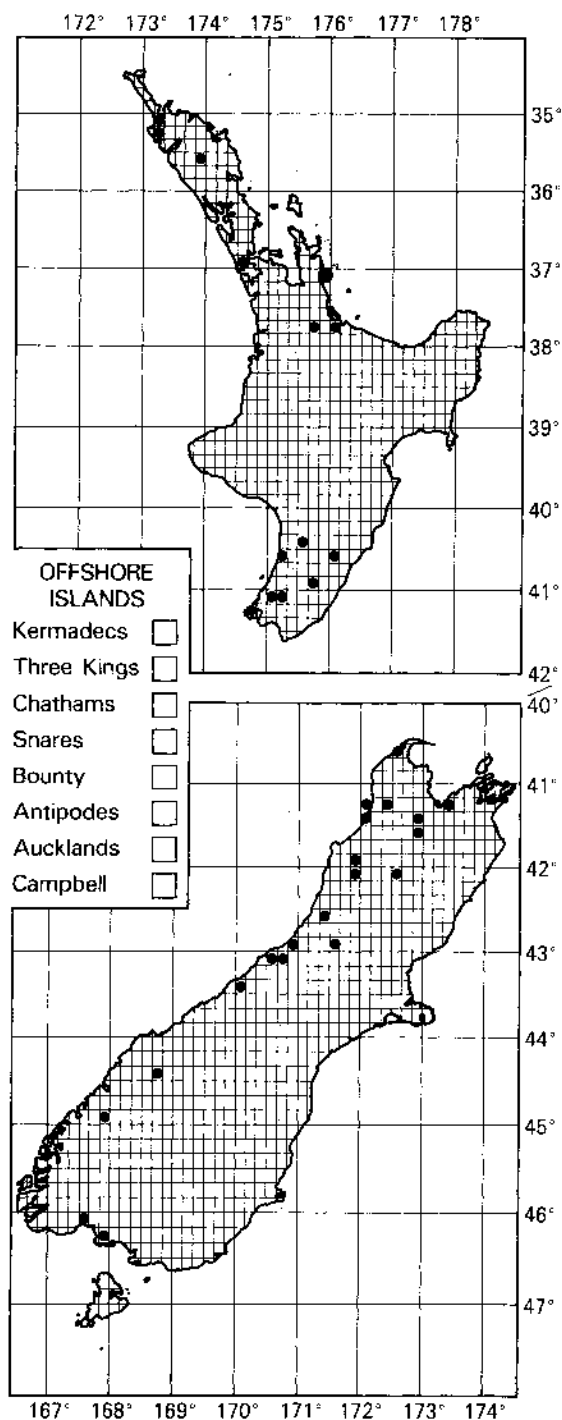 172° 173° 174° 175° 176° 177° 178°
35°
36°
37°
38°
39°
40°
41°
42°
OFFSHORE
ISLANDS
Kermadecs
Three Kings
Chathams
Snares
Bounty
Antipodes
Aucklands
Campbell
40°
41°
42°
43°
44°
45°
46°
47°
167° 168° 169° 170° 171° 172° 173° 174°